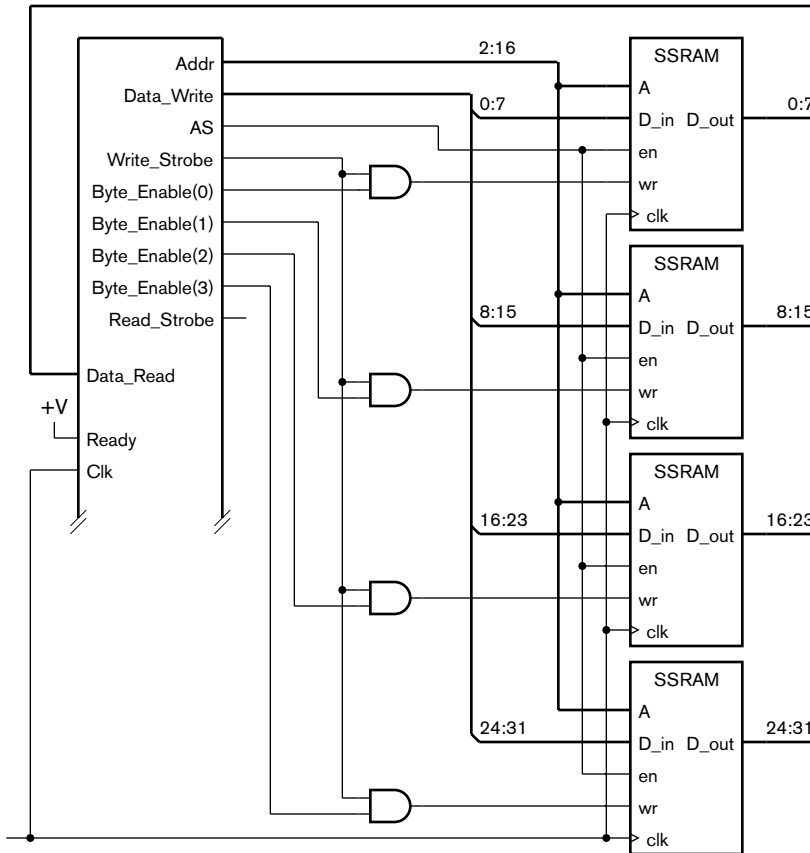 Addr
Data_Write
AS
Write_Strobe
Byte_Enable(0)
Byte_Enable(1)
Byte_Enable(2)
Byte_Enable(3)
Read_Strobe
Data_Read
+V
Ready
Clk
2:16
0:7
8:15
16:23
24:31
SSRAM
A
D_in D_out
en
wr
clk
0:7
SSRAM
A
D_in D_out
en
wr
clk
8:15
SSRAM
A
D_in D_out
en
wr
clk
16:23
SSRAM
A
D_in D_out
en
wr
clk
24:31